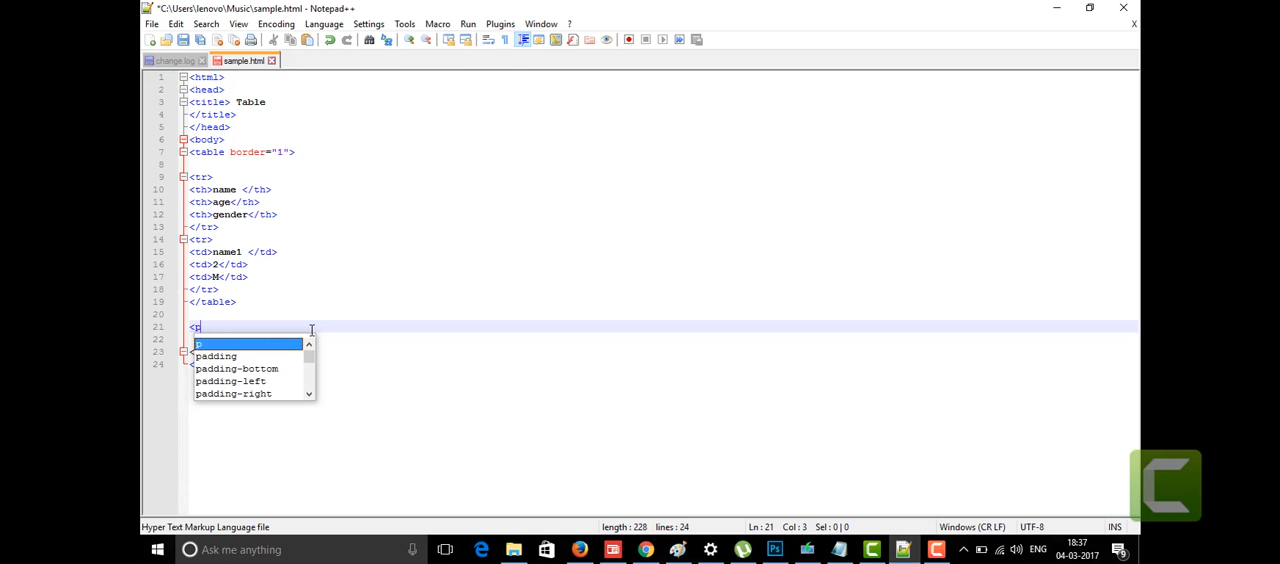 *C:\Users\lenovo\Music\sample.html - Notepad++
File Edit Search View Encoding Language Settings Tools Macro Run Plugins Window ? X
change.log sample.html
1 <html>
2 <head>
3 <title> Table
4 </title>
5 </head>
6 <body>
7 <table border="1">
8
9 <tr>
10 <th>name </th>
11 <th>age</th>
12 <th>gender</th>
13 </tr>
14 <tr>
15 <td>name1 </td>
16 <td>2</td>
17 <td>M</td>
18 </tr>
19 </table>
20
21 <p
22 p
padding
23 <
padding-bottom
24 <
padding-left
padding-right
Hyper Text Markup Language file length : 228 lines : 24 Ln : 21 Col : 3 Sel : 0 | 0 Windows (CR LF) UTF-8 INS
Ask me anything ENG 18:37
04-03-2017